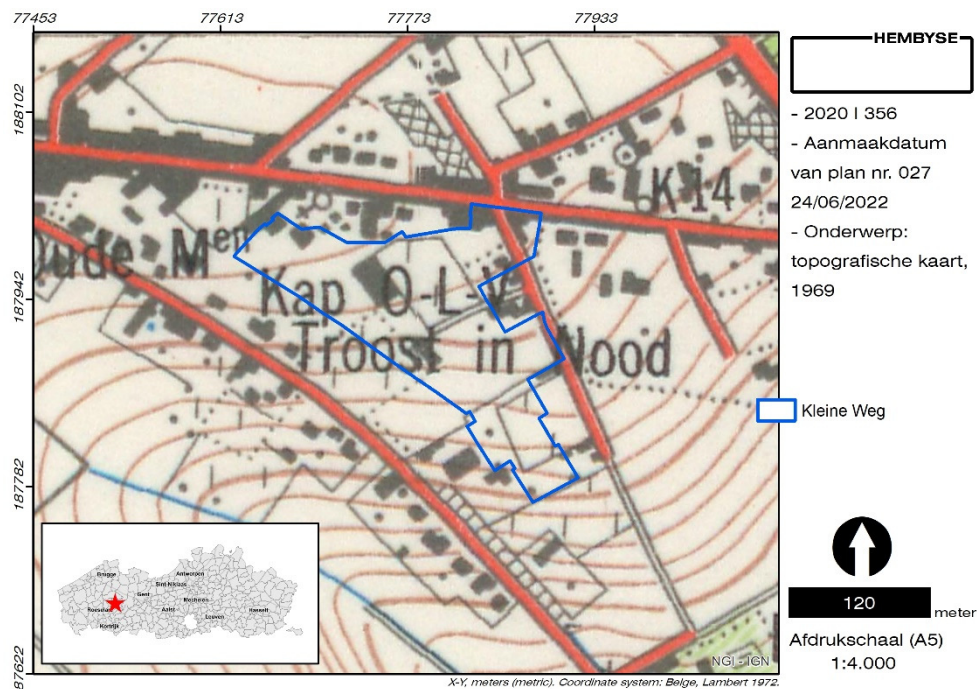 77453 77613 77773 77933
188102
187942
187782
87622
K 14
Oude Men
Kap O-L-V
Troost in Nood
Brugge
Antwerpen
Sint-Niklaas
Gent
Mechelen
Roeselare
Aalst
Hasselt
Leuven
Kortrijk
NGI - IGN
X-Y, meters (metric). Coordinate system: Belge, Lambert 1972.
HEMBYSE
- 2020 I 356
- Aanmaakdatum
van plan nr. 027
24/06/2022
- Onderwerp:
topografische kaart,
1969
Kleine Weg
120 meter
Afdrukschaal (A5)
1:4.000